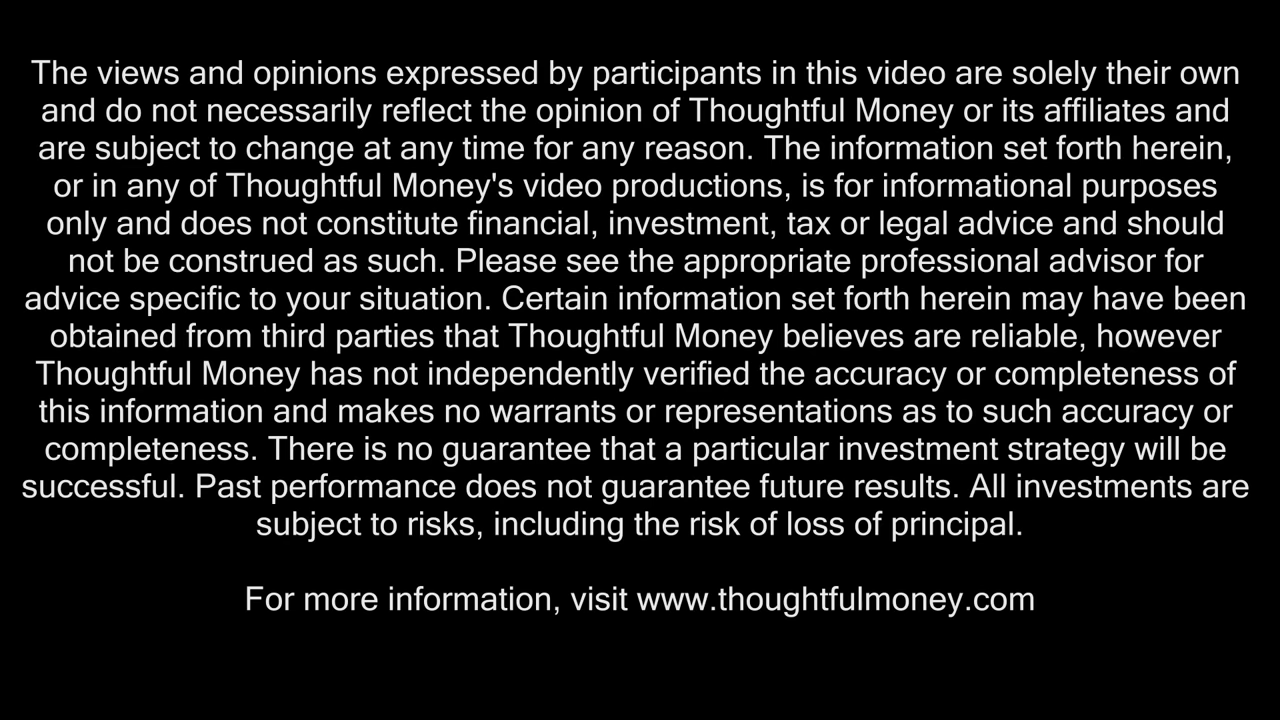 The views and opinions expressed by participants in this video are solely their own
and do not necessarily reflect the opinion of Thoughtful Money or its affiliates and
are subject to change at any time for any reason. The information set forth herein,
or in any of Thoughtful Money's video productions, is for informational purposes
only and does not constitute financial, investment, tax or legal advice and should
not be construed as such. Please see the appropriate professional advisor for
advice specific to your situation. Certain information set forth herein may have been
obtained from third parties that Thoughtful Money believes are reliable, however
Thoughtful Money has not independently verified the accuracy or completeness of
this information and makes no warrants or representations as to such accuracy or
completeness. There is no guarantee that a particular investment strategy will be
successful. Past performance does not guarantee future results. All investments are
subject to risks, including the risk of loss of principal.
For more information, visit www.thoughtfulmoney.com